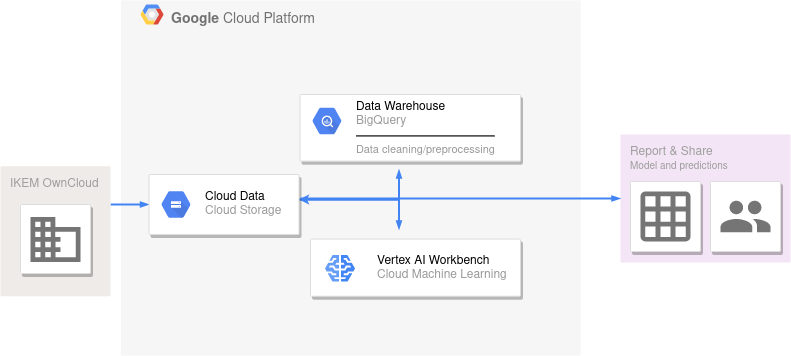 Google Cloud Platform
Data Warehouse
BigQuery
Data cleaning/preprocessing
Report & Share
Model and predictions
IKEM OwnCloud
Cloud Data
Cloud Storage
Vertex AI Workbench
Cloud Machine Learning